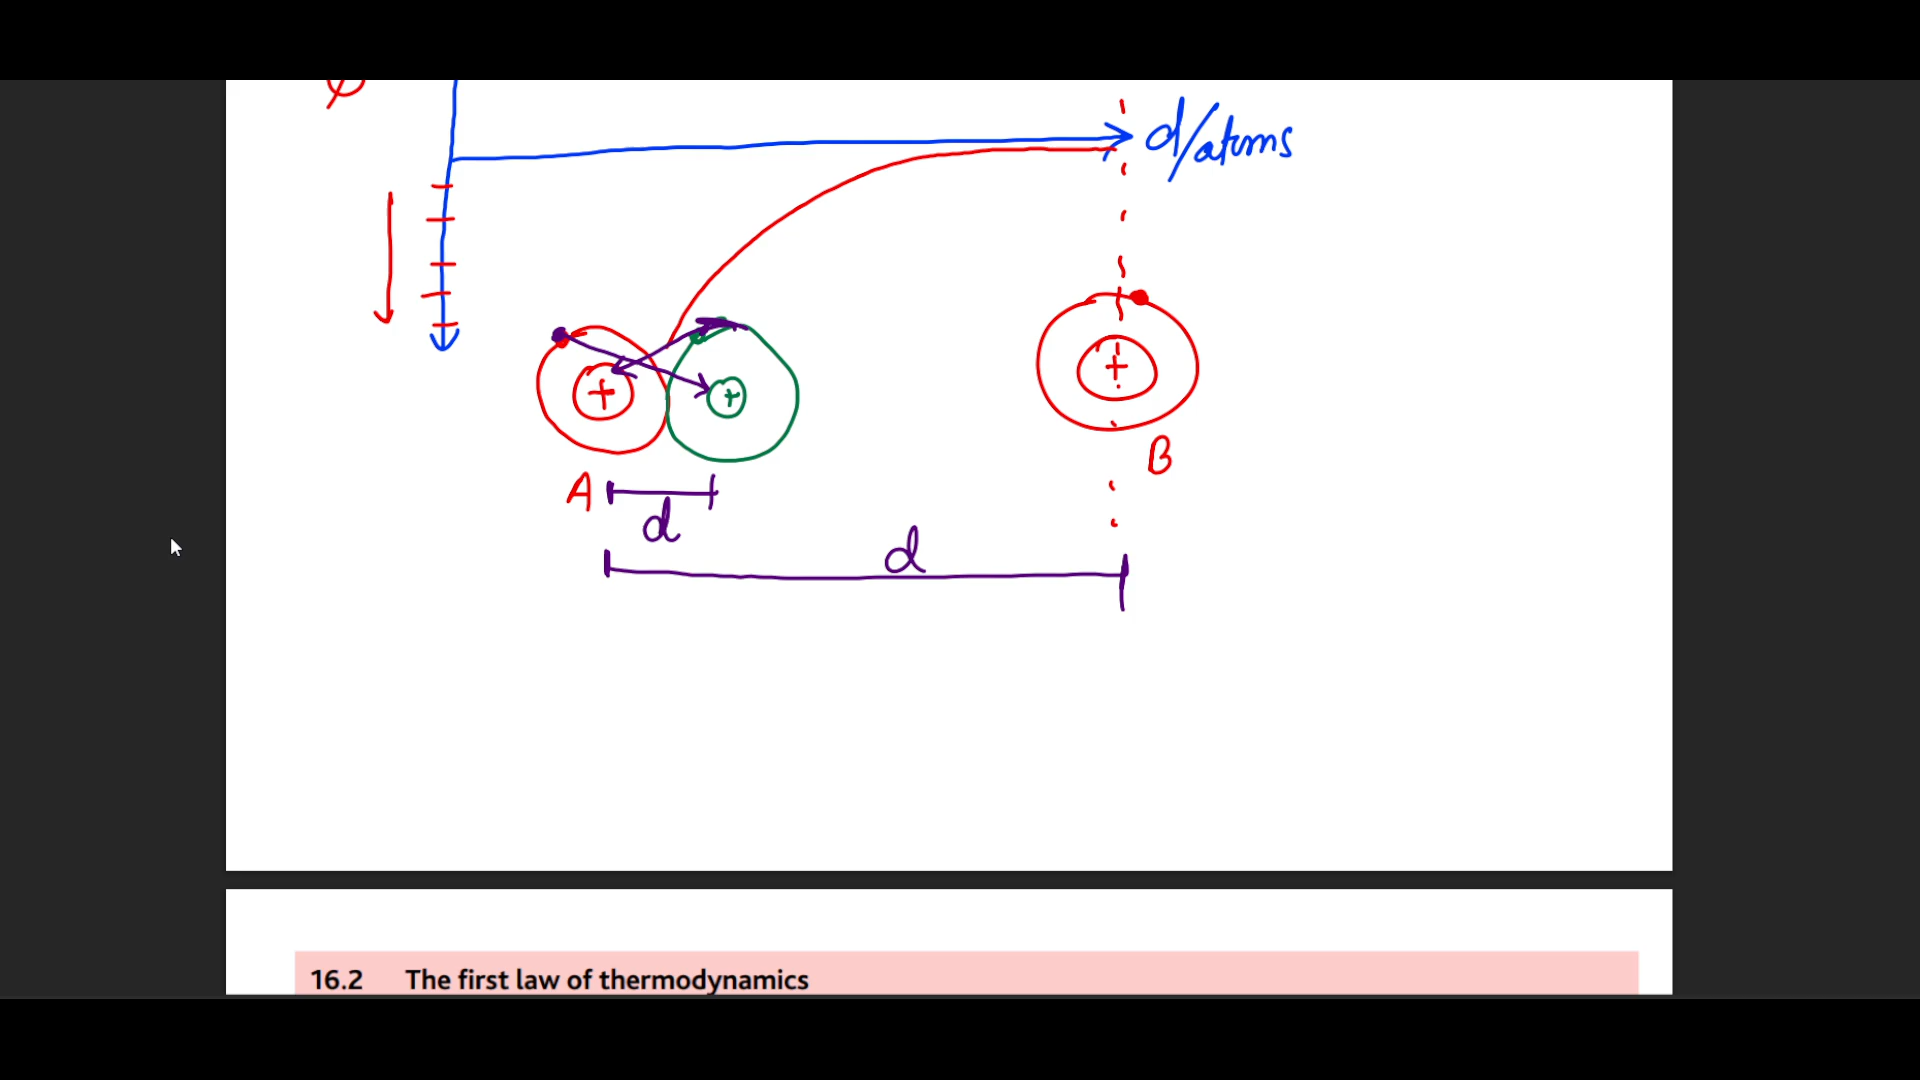 ϕ
d/atoms
+
+
+
B
A
d
d
16.2 The first law of thermodynamics